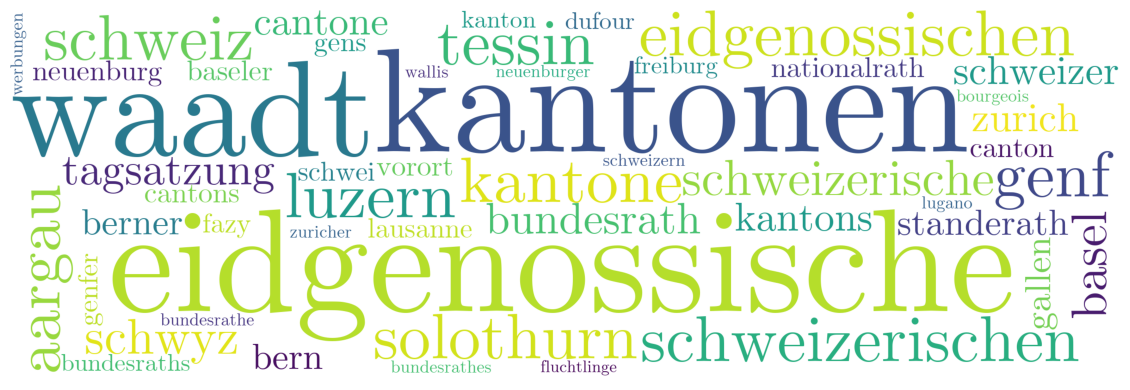 werbungen
schweiz
cantone
gens
kanton
dufour
tessin
eidgenossischen
neuenburg
baseler
wallis
neuenburger
freiburg
nationalrath
schweizer
waadt
kantonen
bourgeois
zurich
canton
tagsatzung
schwei
vorort
schweizern
cantons
luzern
kantone
schweizerische
genf
aargau
berner
fazy
zuricher
lausanne
bundesrath
kantons
lugano
standerath
basel
eidgenossische
genfer
gallen
bundesrathe
schwyz
bern
solothurn
schweizerischen
bundesraths
bundesrathes
fluchtlinge